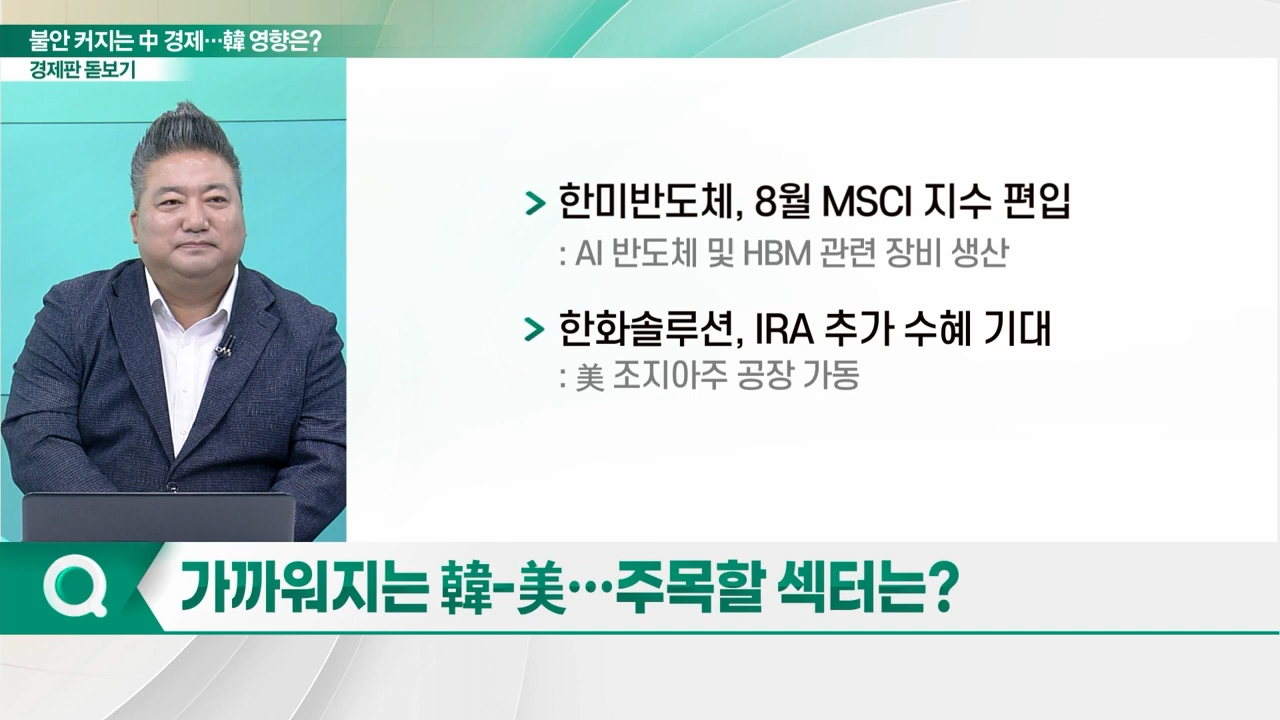 불안 커지는 中 경제…韓 영향은?
경제판 돋보기
> 한미반도체, 8월 MSCI 지수 편입
: AI 반도체 및 HBM 관련 장비 생산
> 한화솔루션, IRA 추가 수혜 기대
: 美 조지아주 공장 가동
가까워지는 韓-美…주목할 섹터는?